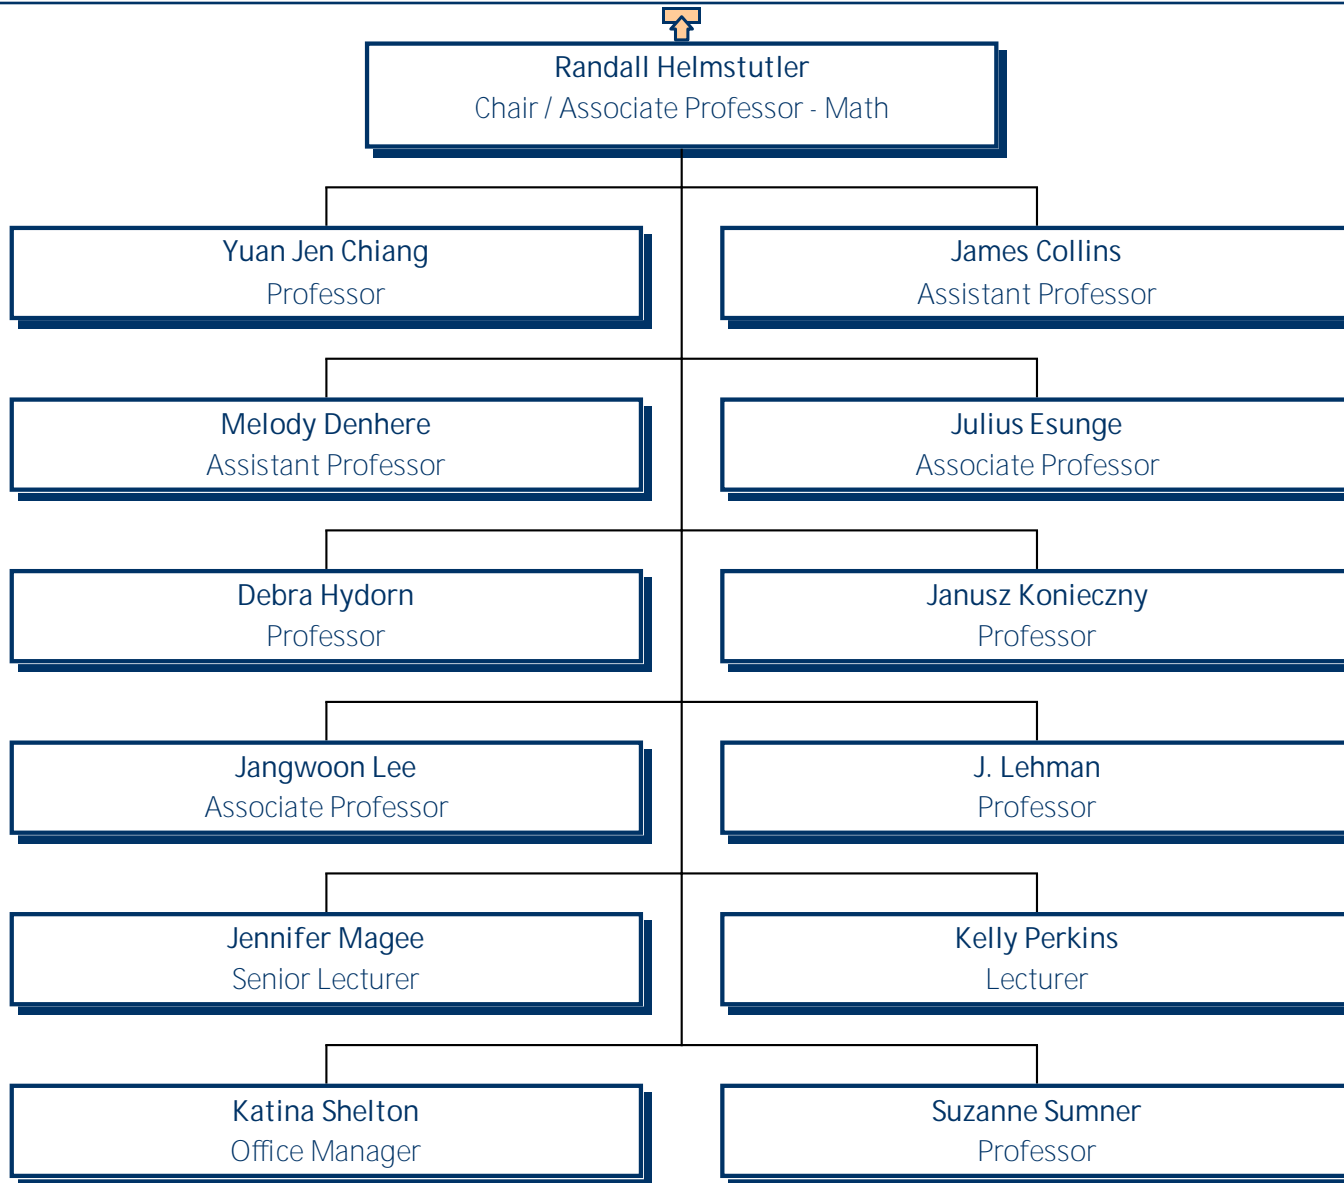 Randall Helmstutler
Chair / Associate Professor - Math
Yuan Jen Chiang
Professor
James Collins
Assistant Professor
Melody Denhere
Assistant Professor
Julius Esunge
Associate Professor
Debra Hydorn
Professor
Janusz Konieczny
Professor
Jangwoon Lee
Associate Professor
J. Lehman
Professor
Jennifer Magee
Senior Lecturer
Kelly Perkins
Lecturer
Katina Shelton
Office Manager
Suzanne Sumner
Professor